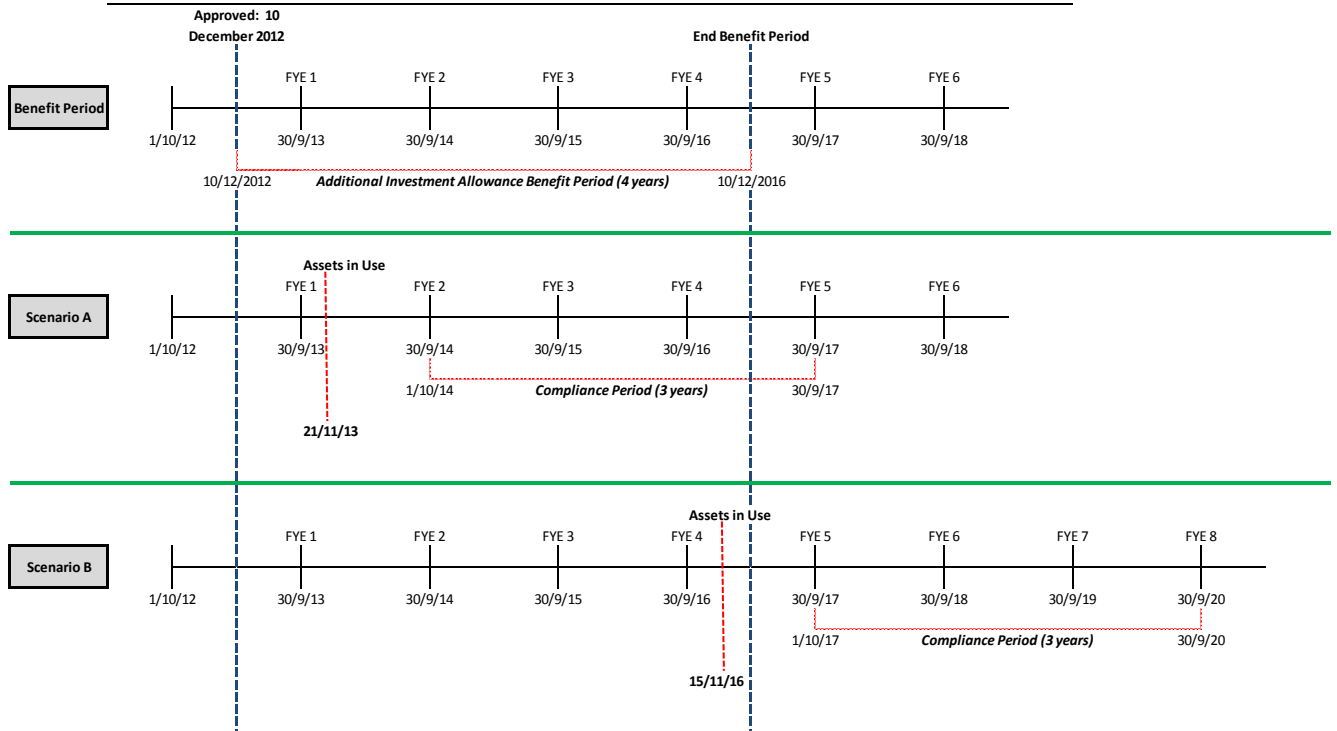 Approved: 10
December 2012
End Benefit Period
FYE 1 FYE 2 FYE 3 FYE 4 FYE 5 FYE 6
Benefit Period
1/10/12 30/9/13 30/9/14 30/9/15 30/9/16 30/9/17 30/9/18
10/12/2012 Additional Investment Allowance Benefit Period (4 years) 10/12/2016
Assets in Use
FYE 1 FYE 2 FYE 3 FYE 4 FYE 5 FYE 6
Scenario A
1/10/12 30/9/13 30/9/14 30/9/15 30/9/16 30/9/17 30/9/18
1/10/14 Compliance Period (3 years) 30/9/17
21/11/13
Assets in Use
FYE 1 FYE 2 FYE 3 FYE 4 FYE 5 FYE 6 FYE 7 FYE 8
Scenario B
1/10/12 30/9/13 30/9/14 30/9/15 30/9/16 30/9/17 30/9/18 30/9/19 30/9/20
1/10/17 Compliance Period (3 years) 30/9/20
15/11/16